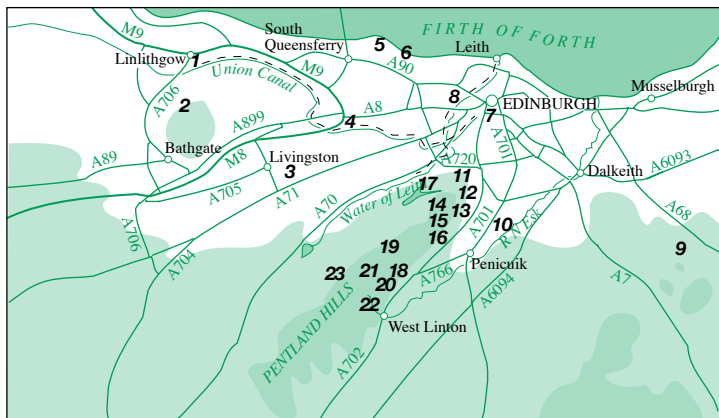 M9
South
Queensferry
5
6
FIRTH OF FORTH
Leith
Linlithgow
1
M9
A90
Union Canal
Musselburgh
A706
2
8
EDINBURGH
A899
4
A8
7
A701
Bathgate
M8
A89
Livingston
3
A720
A6093
Dalkeith
A705
A71
17
11
12
A70
Water of Leith
14
13
A701
A68
15
10
R N Esk
A706
16
A704
19
9
23
21
18
A766
Penicuik
20
A7
A6094
22
PENTLAND HILLS
West Linton
A702